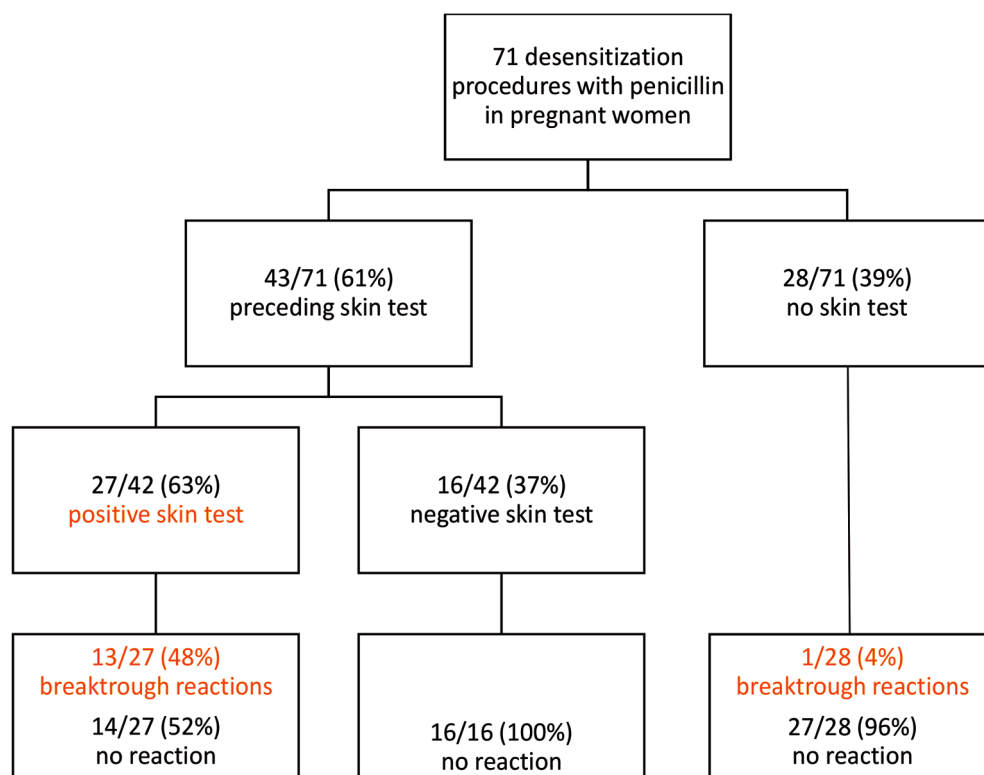 71 desensitization
procedures with penicillin
in pregnant women
43/71 (61%)
preceding skin test
28/71 (39%)
no skin test
27/42 (63%)
positive skin test
16/42 (37%)
negative skin test
13/27 (48%)
breaktrough reactions
14/27 (52%)
no reaction
16/16 (100%)
no reaction
1/28 (4%)
breaktrough reactions
27/28 (96%)
no reaction